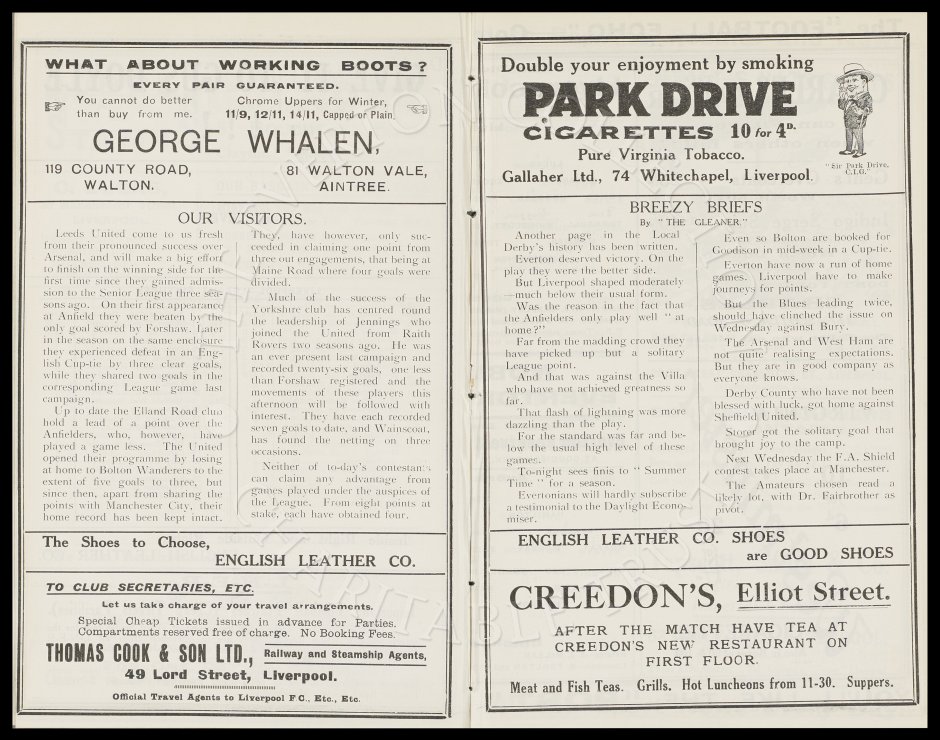 WHAT ABOUT WORKING BOOTS?
EVERY PAIR GUARANTEED.
You cannot do better
than buy from me.
Chrome Uppers for Winter,
11/9, 12/11, 14/11, Capped or Plain.
GEORGE WHALEN,
119 COUNTY ROAD,
WALTON.
81 WALTON VALE,
AINTREE.
OUR VISITORS.
Leeds United come to us fresh
from their pronounced success over
Arsenal, and will make a big effort
to finish on the winning side for the
first time since they gained admis-
sion to the Senior League three sea-
sons ago. On their first appearance
at Anfield they were beaten by the
only goal scored by Forshaw. Later
in the season on the same enclosure
they experienced defeat in an Eng-
lish Cup-tie by three clear goals,
while they shared two goals in the
corresponding League game last
campaign.
Up to date the Elland Road club
hold a lead of a point over the
Anfielders, who, however, have
played a game less. The United
opened their programme by losing
at home to Bolton Wanderers to the
extent of five goals to three, but
since then, apart from sharing the
points with Manchester City, their
home record has been kept intact.
They, have however, only suc-
ceeded in claiming one point from
three out engagements, that being at
Maine Road where four goals were
divided.
Much of the success of the
Yorkshire club has centred round
the leadership of Jennings who
joined the United from Raith
Rovers two seasons ago. He was
an ever present last campaign and
recorded twenty-six goals, one less
than Forshaw registered and the
movements of these players this
afternoon will be followed with
interest. They have each recorded
seven goals to date, and Wainscoat,
has found the netting on three
occasions.
Neither of to-day's contestants
can claim any advantage from
games played under the auspices of
the League. From eight points at
stake, each have obtained four.
The Shoes to Choose,
ENGLISH LEATHER CO.
TO CLUB SECRETARIES, ETC.
Let us take charge of your travel arrangements.
Special Cheap Tickets issued in advance for Parties.
Compartments reserved free of charge. No Booking Fees.
THOMAS COOK & SON LTD., Railway and Steamship Agents,
49 Lord Street, Liverpool.
Official Travel Agents to Liverpool F C., Etc., Etc.
Double your enjoyment by smoking
PARK DRIVE
CIGARETTES 10 for 4D.
Pure Virginia Tobacco.
Gallaher Ltd., 74 Whitechapel, Liverpool.
"Sir Park Drive,
C.I.G."
BREEZY BRIEFS
By "THE GLEANER."
Another page in the Local
Derby's history has been written.
Everton deserved victory. On the
play they were the better side.
But Liverpool shaped moderately
—much below their usual form.
Was the reason in the fact that
the Anfielders only play well "at
home?"
Far from the madding crowd they
have picked up but a solitary
League point.
And that was against the Villa
who have not achieved greatness so
far.
That flash of lightning was more
dazzling than the play.
For the standard was far and be-
low the usual high level of these
games.
To-night sees finis to "Summer
Time" for a season.
Evertonians will hardly subscribe
a testimonial to the Daylight Econo-
miser.
Even so Bolton are booked for
Goodison in mid-week in a Cup-tie.
Everton have now a run of home
games. Liverpool have to make
journeys for points.
But the Blues leading twice,
should have clinched the issue on
Wednesday against Bury.
The Arsenal and West Ham are
not quite realising expectations.
But they are in good company as
everyone knows.
Derby County who have not been
blessed with luck, got home against
Sheffield United.
Storer got the solitary goal that
brought joy to the camp.
Next Wednesday the F.A. Shield
contest takes place at Manchester.
The Amateurs chosen read a
likely lot, with Dr. Fairbrother as
pivot.
ENGLISH LEATHER CO. SHOES
are GOOD SHOES
CREEDON'S, Elliot Street.
AFTER THE MATCH HAVE TEA AT
CREEDON'S NEW RESTAURANT ON
FIRST FLOOR.
Meat and Fish Teas. Grills. Hot Luncheons from 11-30. Suppers.